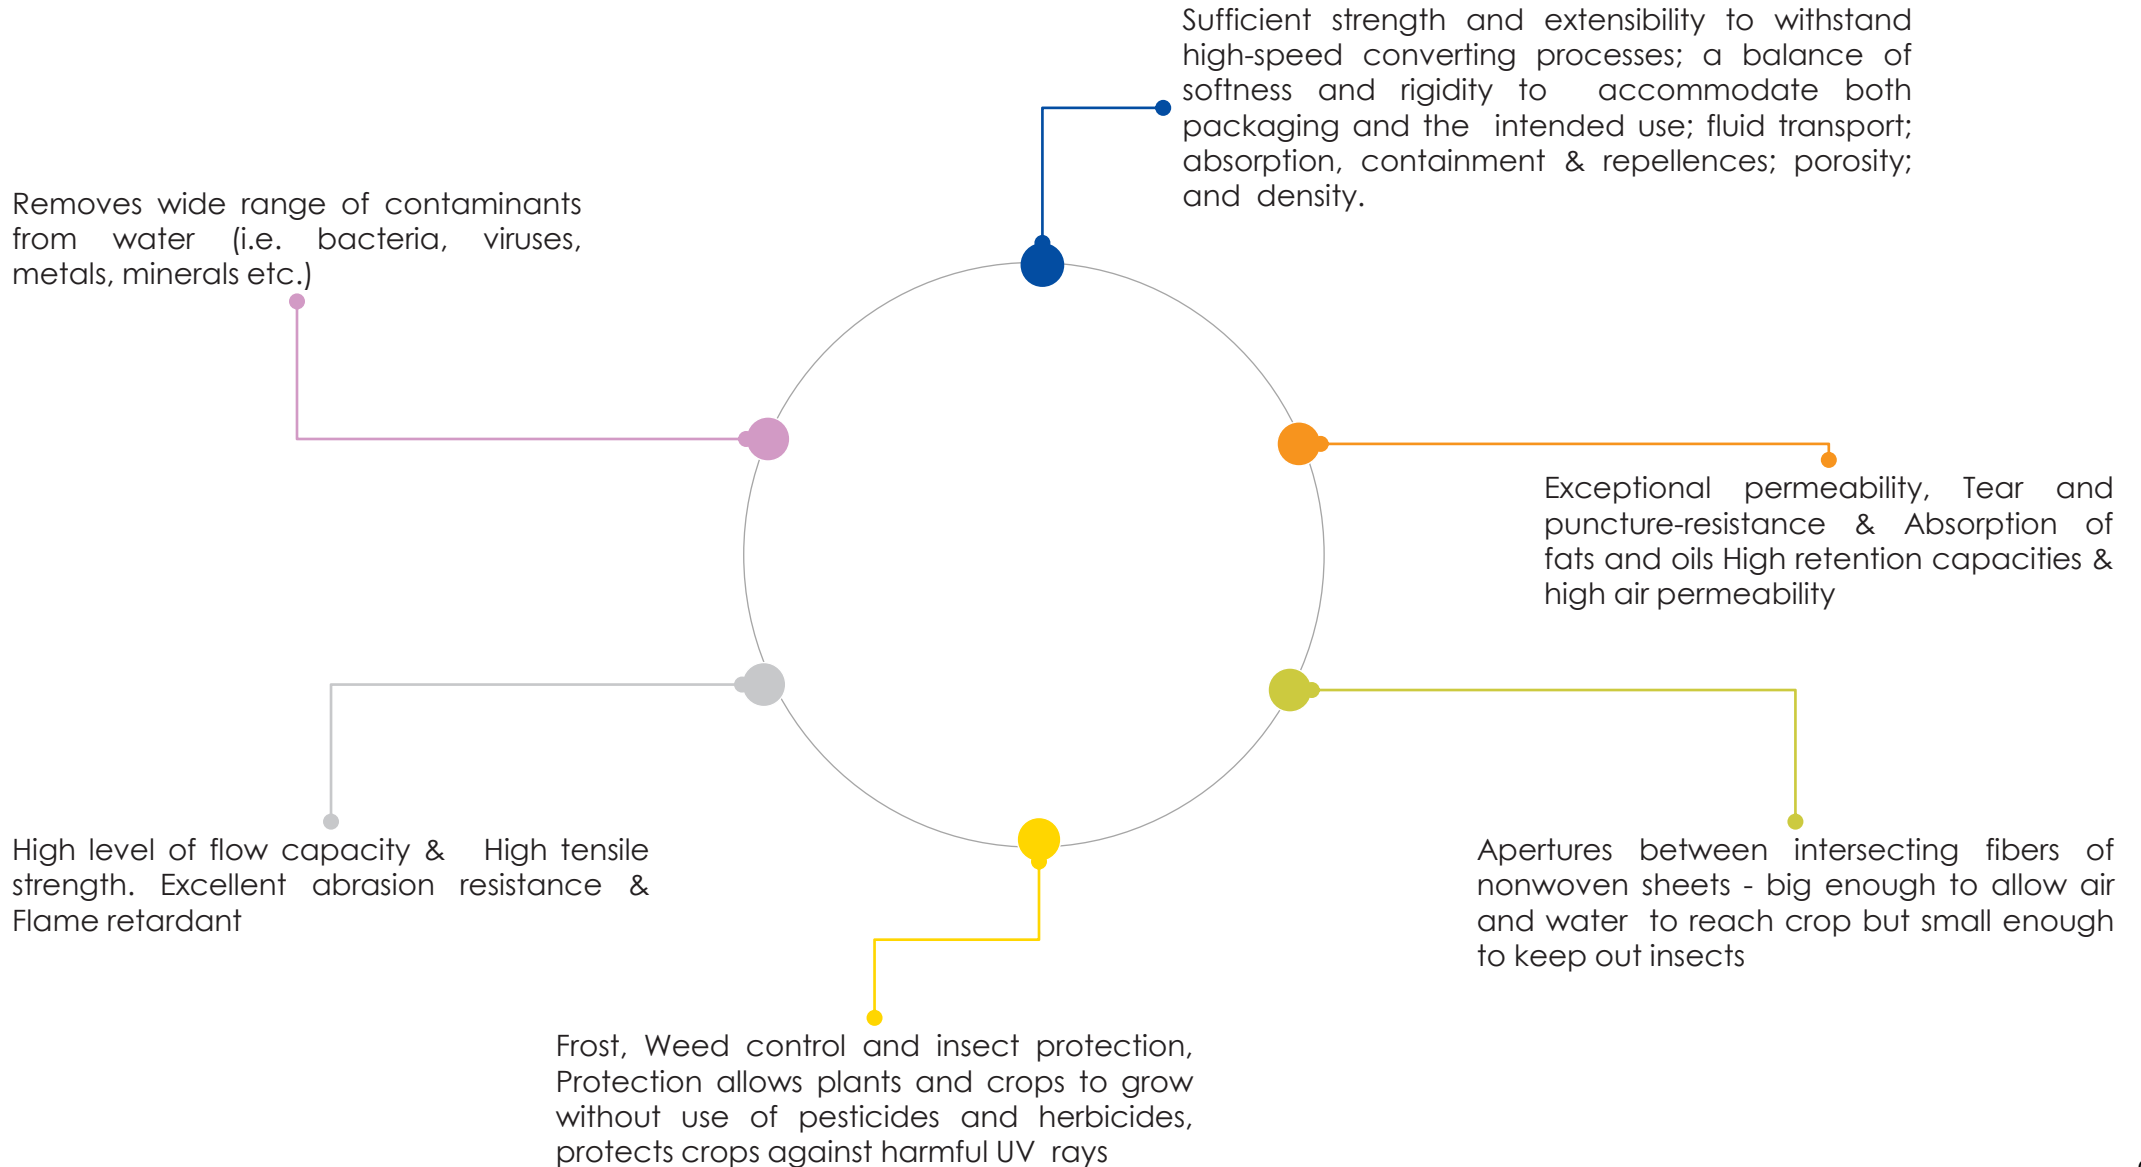 Sufficient strength and extensibility to withstand
high-speed converting processes; a balance of
softness and rigidity to accommodate both
packaging and the intended use; fluid transport;
absorption, containment & repellences; porosity;
and density.
Removes wide range of contaminants
from water (i.e. bacteria, viruses,
metals, minerals etc.)
Exceptional permeability, Tear and
puncture-resistance & Absorption of
fats and oils High retention capacities &
high air permeability
High level of flow capacity & High tensile
strength. Excellent abrasion resistance &
Flame retardant
Apertures between intersecting fibers of
nonwoven sheets - big enough to allow air
and water to reach crop but small enough
to keep out insects
Frost, Weed control and insect protection,
Protection allows plants and crops to grow
without use of pesticides and herbicides,
protects crops against harmful UV rays